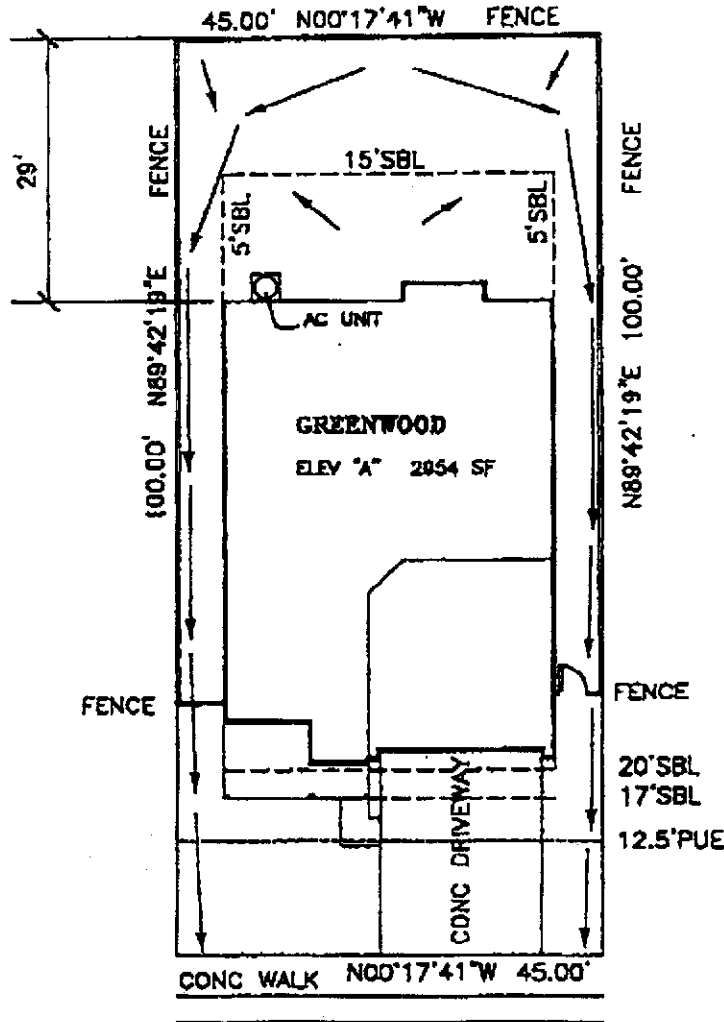 45.00' N00°17'41"W FENCE
29'
FENCE
FENCE
15'SBL
5'SBL
5'SBL
AC UNIT
100.00' N89°42'19"E
N89°42'19"E 100.00'
GREENWOOD
ELEV "A" 2954 SF
FENCE
FENCE
20'SBL
17'SBL
12.5'PUE
CONC DRIVEWAY
CONC WALK N00°17'41"W 45.00'